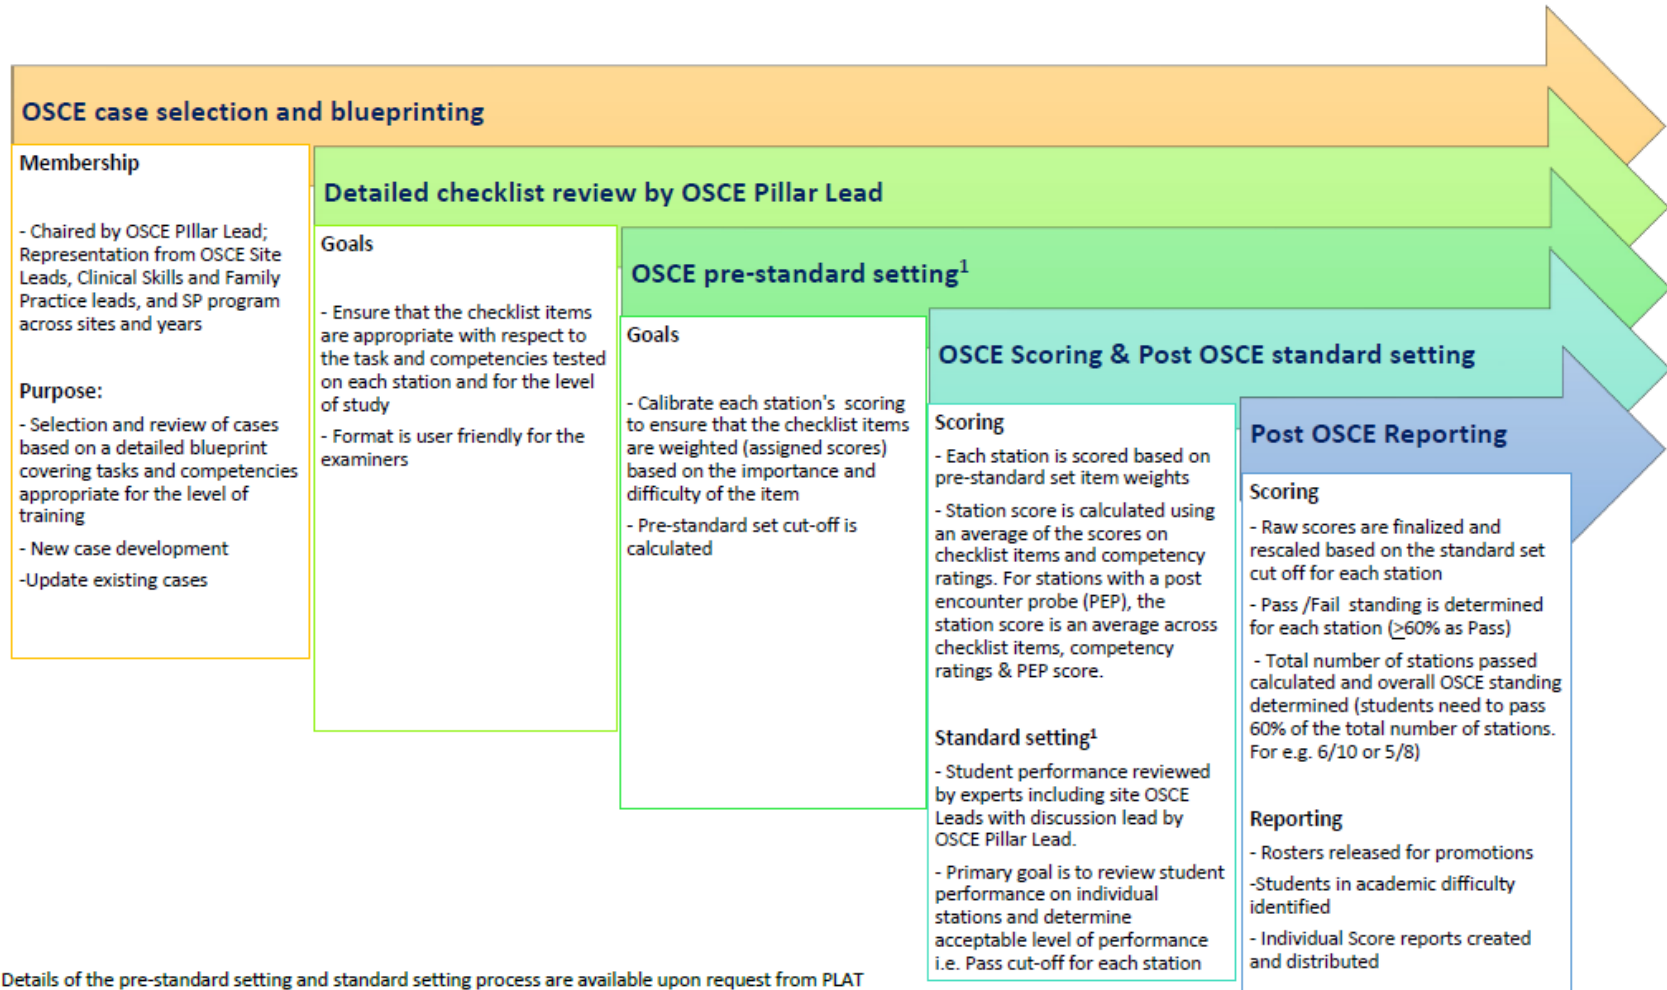 OSCE case selection and blueprinting
Membership
- Chaired by OSCE PIllar Lead;
Representation from OSCE Site
Leads, Clinical Skills and Family
Practice leads, and SP program
across sites and years
Purpose:
- Selection and review of cases
based on a detailed blueprint
covering tasks and competencies
appropriate for the level of
training
- New case development
-Update existing cases
Detailed checklist review by OSCE Pillar Lead
Goals
- Ensure that the checklist items
are appropriate with respect to
the task and competencies tested
on each station and for the level
of study
- Format is user friendly for the
examiners
OSCE pre-standard setting¹
Goals
- Calibrate each station's  scoring
to ensure that the checklist items
are weighted (assigned scores)
based on the importance and
difficulty of the item
- Pre-standard set cut-off is
calculated
OSCE Scoring & Post OSCE standard setting
Scoring
- Each station is scored based on
pre-standard set item weights
- Station score is calculated using
an average of the scores on
checklist items and competency
ratings. For stations with a post
encounter probe (PEP), the
station score is an average across
checklist items, competency
ratings & PEP score.
Standard setting¹
- Student performance reviewed
by experts including site OSCE
Leads with discussion lead by
OSCE Pillar Lead.
- Primary goal is to review student
performance on individual
stations and determine
acceptable level of performance
i.e. Pass cut-off for each station
Post OSCE Reporting
Scoring
- Raw scores are finalized and
rescaled based on the standard set
cut off for each station
- Pass /Fail  standing is determined
for each station (≥60% as Pass)
- Total number of stations passed
calculated and overall OSCE standing
determined (students need to pass
60% of the total number of stations.
For e.g. 6/10 or 5/8)
Reporting
- Rosters released for promotions
-Students in academic difficulty
identified
- Individual Score reports created
and distributed
Details of the pre-standard setting and standard setting process are available upon request from PLAT